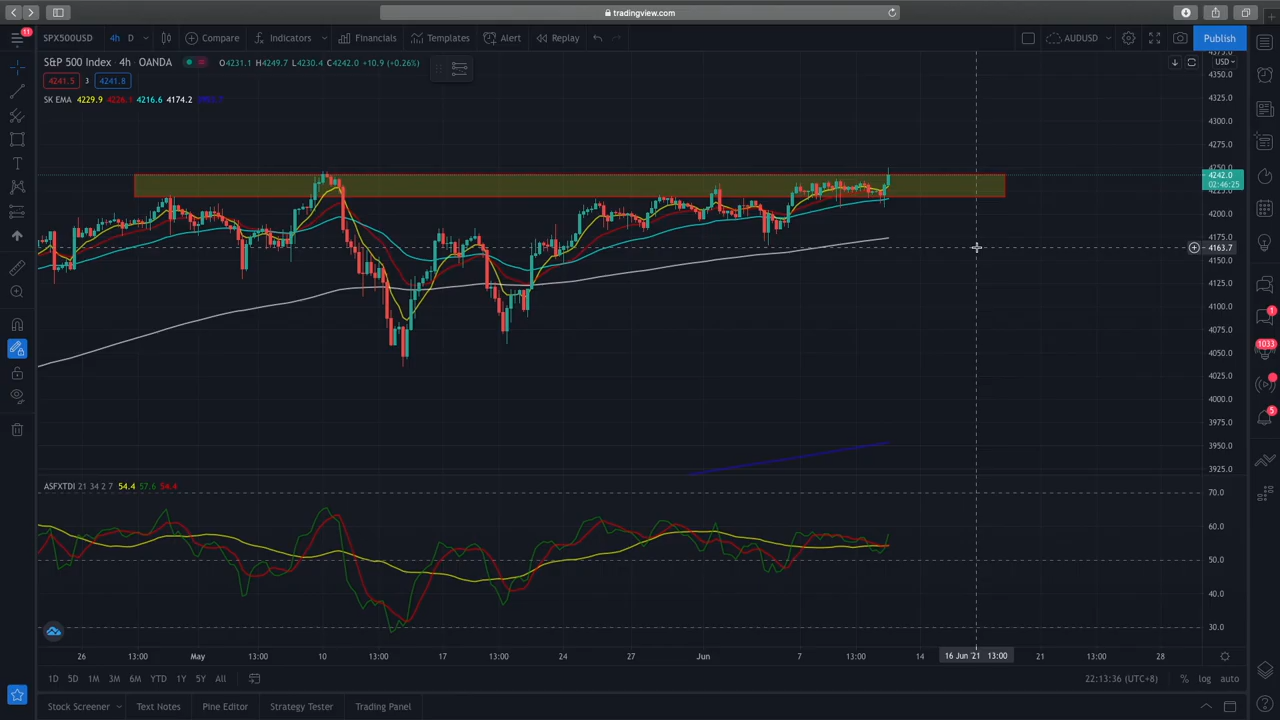 tradingview.com
11
SPX500USD 4h D Compare Indicators Financials Templates Alert Replay AUDUSD Publish
S&P 500 Index · 4h · OANDA O4231.1 H4249.7 L4230.4 C4242.0 +10.9 (+0.26%)
4241.5 3 4241.8
SK EMA 4229.9 4226.1 4216.6 4174.2
USD
4350.0
4325.0
4300.0
4275.0
4250.0
4242.0
02:46:25
4200.0
4175.0
4163.7
4150.0
4125.0
4100.0
4075.0
4050.0
4025.0
4000.0
3975.0
3950.0
3925.0
ASFXTDI 21 34 2 7 54.4 57.6 54.4
70.0
60.0
50.0
40.0
30.0
26 13:00 May 13:00 10 13:00 17 13:00 24 27 Jun 7 13:00 14 16 Jun '21 13:00 21 13:00 28
1D 5D 1M 3M 6M YTD 1Y 5Y All 22:13:36 (UTC+8) % log auto
Stock Screener Text Notes Pine Editor Strategy Tester Trading Panel
1
1033
5